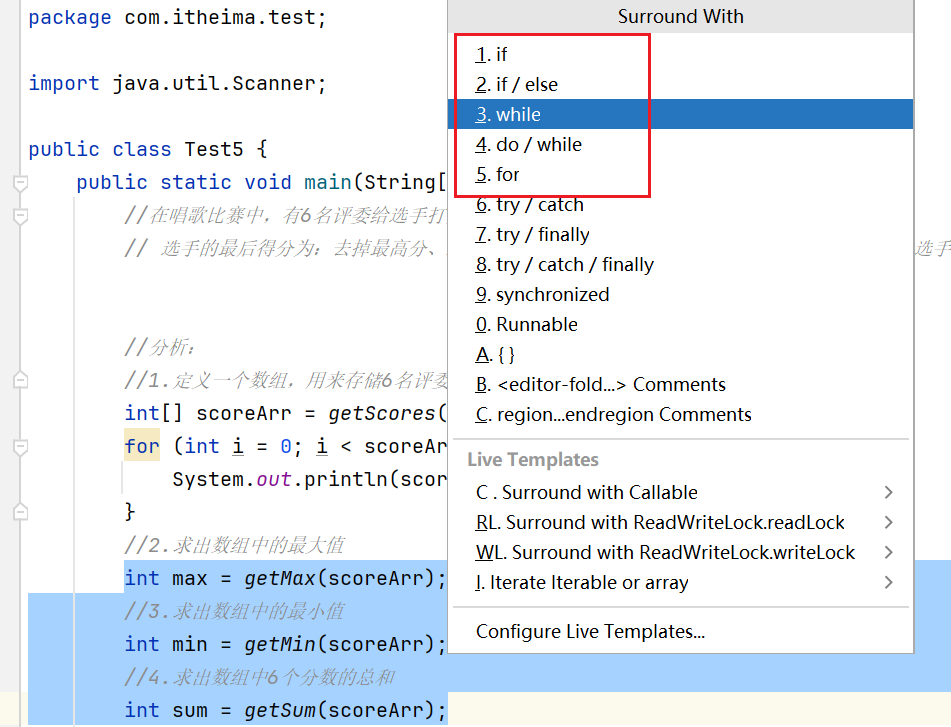 package com.itheima.test;
import java.util.Scanner;
public class Test5 {
public static void main(String[
//在唱歌比赛中，有6名评委给选手打
// 选手的最后得分为：去掉最高分、
选手
//分析：
//1.定义一个数组，用来存储6名评委
int[] scoreArr = getScores(
for (int i = 0; i < scoreAr
System.out.println(scor
}
//2.求出数组中的最大值
int max = getMax(scoreArr);
//3.求出数组中的最小值
int min = getMin(scoreArr);
//4.求出数组中6个分数的总和
int sum = getSum(scoreArr);
Surround With
1. if
2. if / else
3. while
4. do / while
5. for
6. try / catch
7. try / finally
8. try / catch / finally
9. synchronized
0. Runnable
A. { }
B. <editor-fold...> Comments
C. region...endregion Comments
Live Templates
C . Surround with Callable
RL. Surround with ReadWriteLock.readLock
WL. Surround with ReadWriteLock.writeLock
I. Iterate Iterable or array
Configure Live Templates...